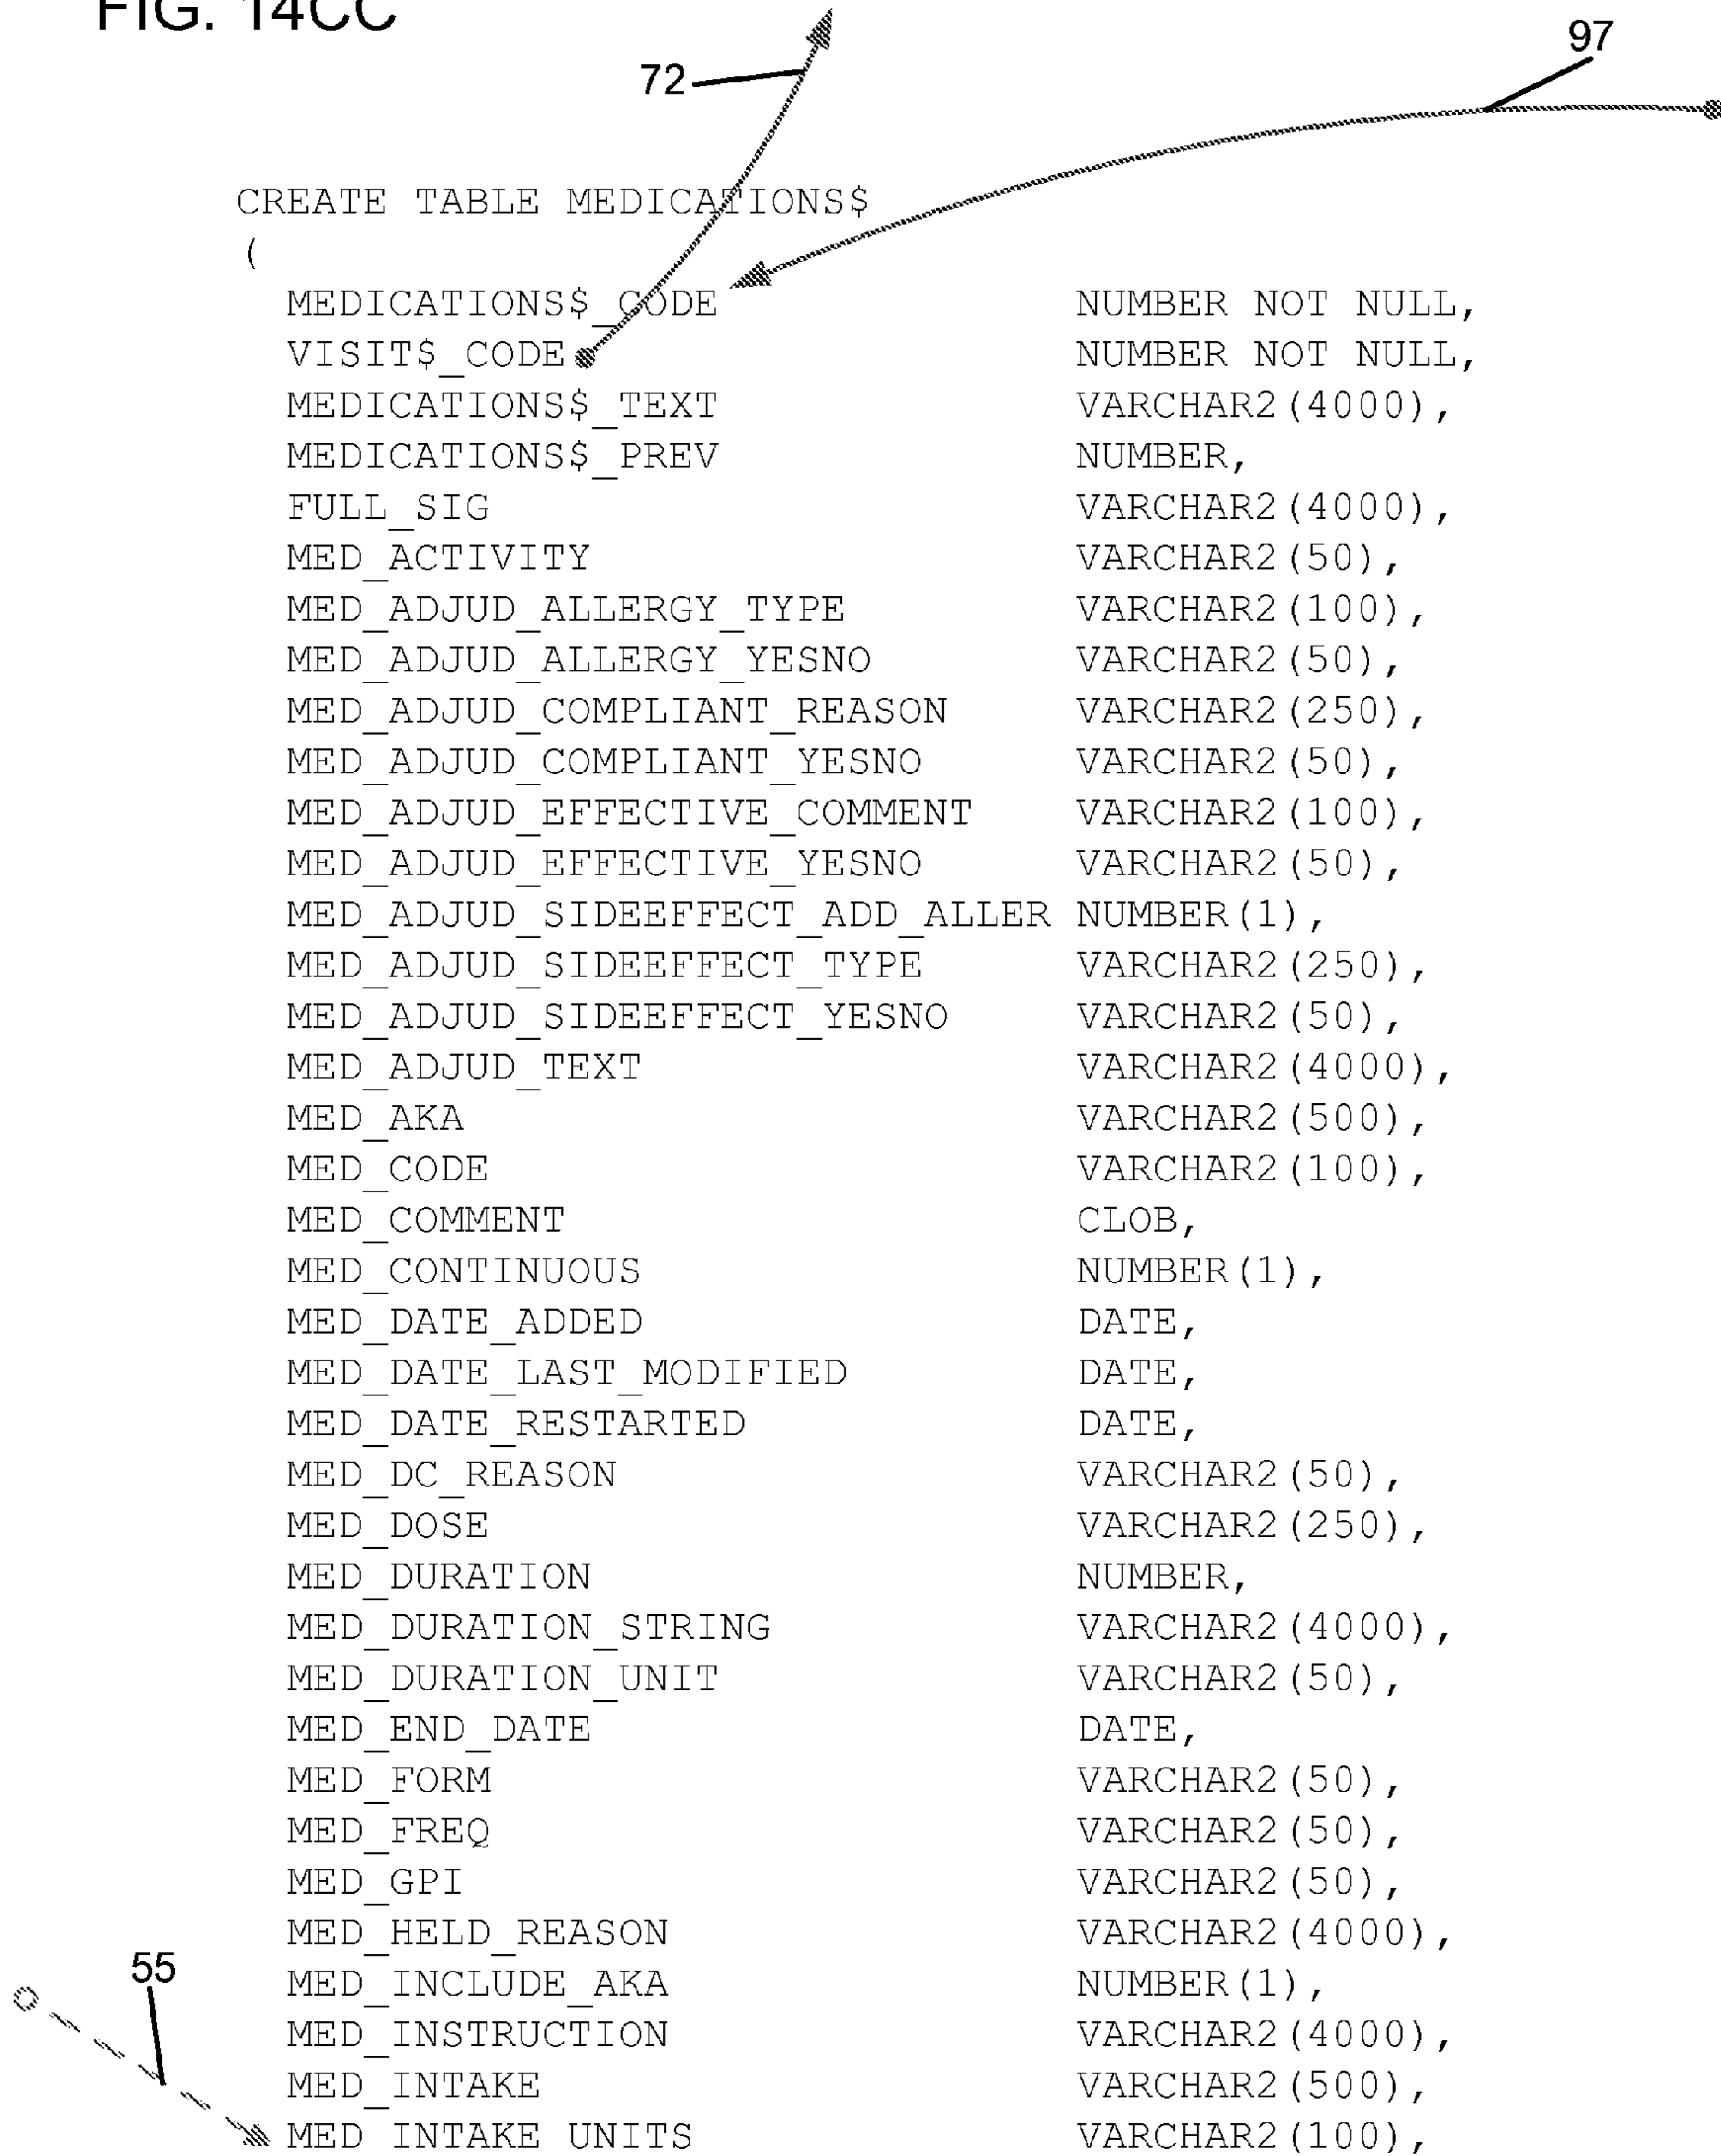 FIG. 14CC
97
72
CREATE TABLE MEDICATIONS$
(
MEDICATIONS$_CODE NUMBER NOT NULL,
VISIT$_CODE NUMBER NOT NULL,
MEDICATIONS$_TEXT VARCHAR2(4000),
MEDICATIONS$_PREV NUMBER,
FULL_SIG VARCHAR2(4000),
MED_ACTIVITY VARCHAR2(50),
MED_ADJUD_ALLERGY_TYPE VARCHAR2(100),
MED_ADJUD_ALLERGY_YESNO VARCHAR2(50),
MED_ADJUD_COMPLIANT_REASON VARCHAR2(250),
MED_ADJUD_COMPLIANT_YESNO VARCHAR2(50),
MED_ADJUD_EFFECTIVE_COMMENT VARCHAR2(100),
MED_ADJUD_EFFECTIVE_YESNO VARCHAR2(50),
MED_ADJUD_SIDEEFFECT_ADD_ALLER NUMBER(1),
MED_ADJUD_SIDEEFFECT_TYPE VARCHAR2(250),
MED_ADJUD_SIDEEFFECT_YESNO VARCHAR2(50),
MED_ADJUD_TEXT VARCHAR2(4000),
MED_AKA VARCHAR2(500),
MED_CODE VARCHAR2(100),
MED_COMMENT CLOB,
MED_CONTINUOUS NUMBER(1),
MED_DATE_ADDED DATE,
MED_DATE_LAST_MODIFIED DATE,
MED_DATE_RESTARTED DATE,
MED_DC_REASON VARCHAR2(50),
MED_DOSE VARCHAR2(250),
MED_DURATION NUMBER,
MED_DURATION_STRING VARCHAR2(4000),
MED_DURATION_UNIT VARCHAR2(50),
MED_END_DATE DATE,
MED_FORM VARCHAR2(50),
MED_FREQ VARCHAR2(50),
MED_GPI VARCHAR2(50),
MED_HELD_REASON VARCHAR2(4000),
55
MED_INCLUDE_AKA NUMBER(1),
MED_INSTRUCTION VARCHAR2(4000),
MED_INTAKE VARCHAR2(500),
MED_INTAKE_UNITS VARCHAR2(100),